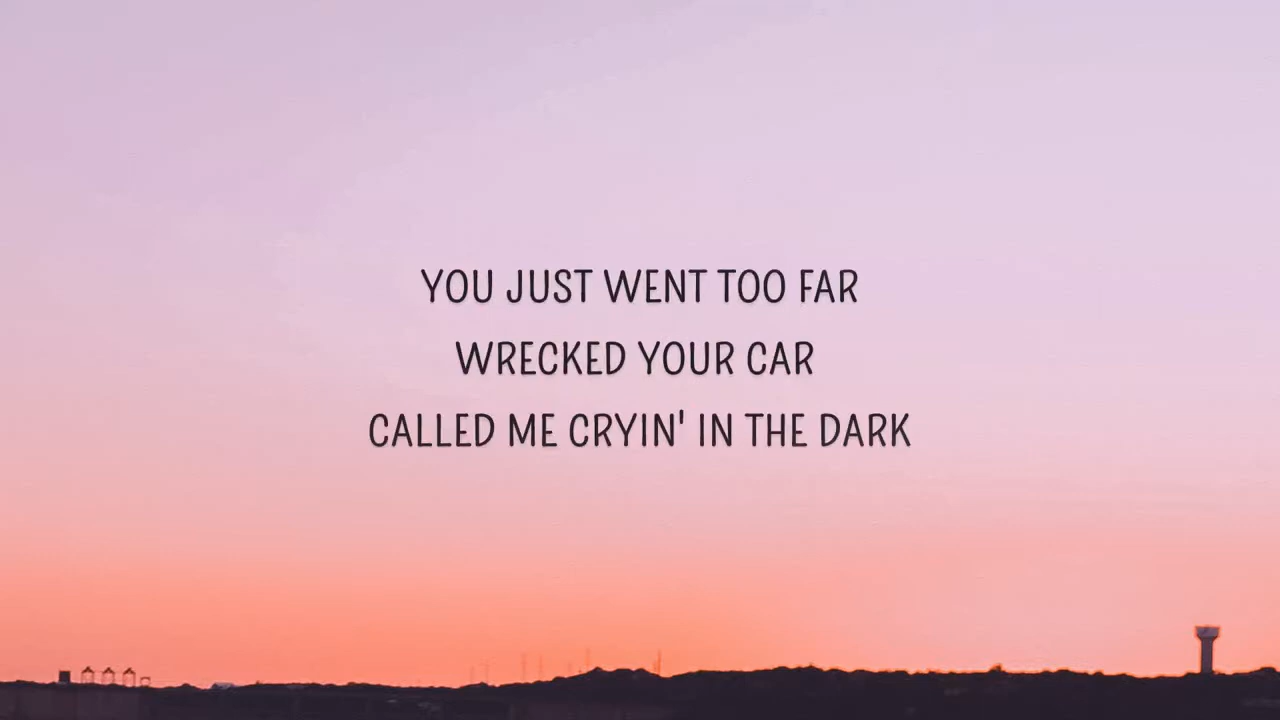 YOU JUST WENT TOO FAR
WRECKED YOUR CAR
CALLED ME CRYIN' IN THE DARK